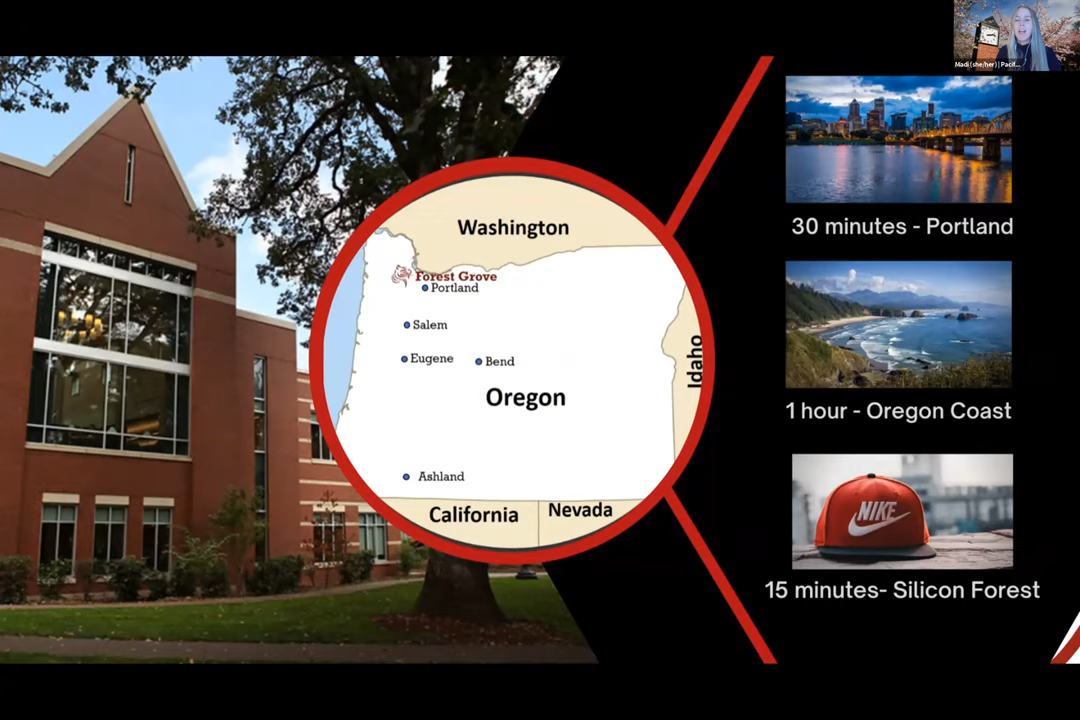 Madi (she/her) | Pacif...
Washington
Forest Grove
Portland
Salem
Eugene
Bend
Oregon
Idaho
Ashland
California
Nevada
30 minutes - Portland
1 hour - Oregon Coast
NIKE
15 minutes- Silicon Forest